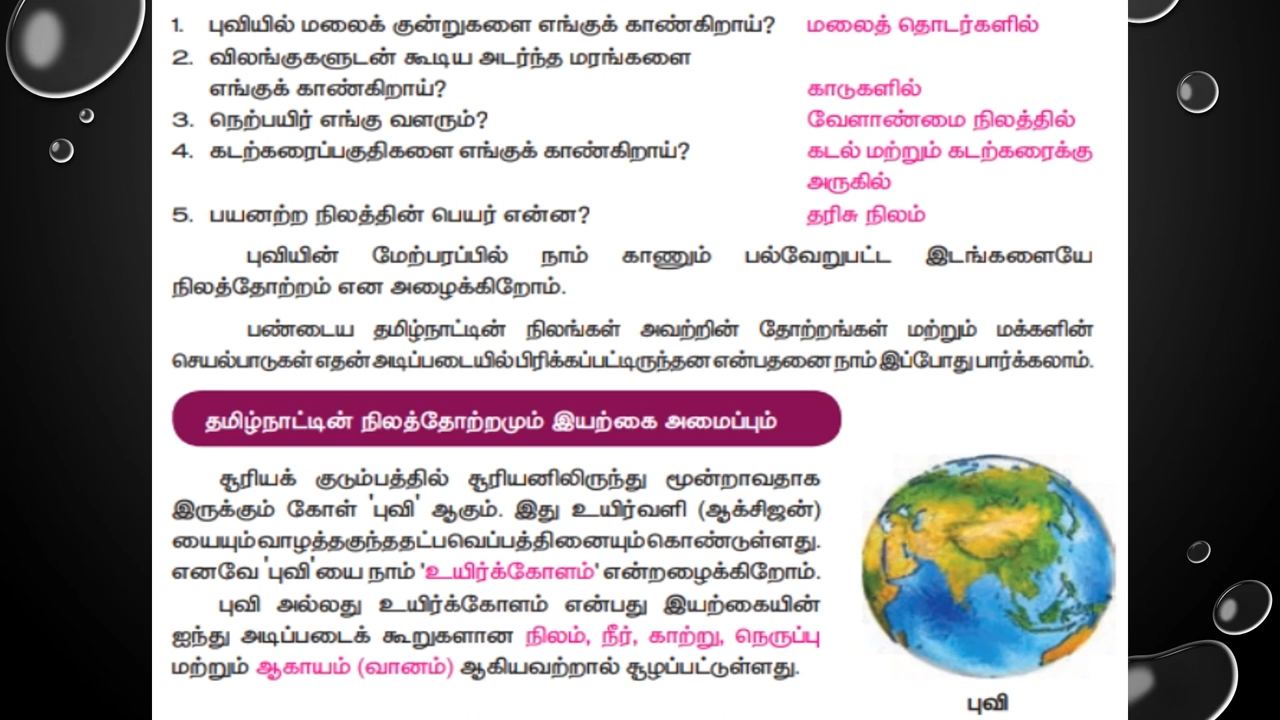 1. புவியில் மலைக் குன்றுகளை எங்குக் காண்கிறாய்? மலைத் தொடர்களில்
2. விலங்குகளுடன் கூடிய அடர்ந்த மரங்களை
எங்குக் காண்கிறாய்? காடுகளில்
3. நெற்பயிர் எங்கு வளரும்? வேளாண்மை நிலத்தில்
4. கடற்கரைப்பகுதிகளை எங்குக் காண்கிறாய்? கடல் மற்றும் கடற்கரைக்கு
அருகில்
5. பயனற்ற நிலத்தின் பெயர் என்ன? தரிசு நிலம்
புவியின் மேற்பரப்பில் நாம் காணும் பல்வேறுபட்ட இடங்களையே
நிலத்தோற்றம் என அழைக்கிறோம்.
பண்டைய தமிழ்நாட்டின் நிலங்கள் அவற்றின் தோற்றங்கள் மற்றும் மக்களின்
செயல்பாடுகள் எதன் அடிப்படையில் பிரிக்கப்பட்டிருந்தன என்பதனை நாம் இப்போது பார்க்கலாம்.
தமிழ்நாட்டின் நிலத்தோற்றமும் இயற்கை அமைப்பும்
சூரியக் குடும்பத்தில் சூரியனிலிருந்து மூன்றாவதாக
இருக்கும் கோள் 'புவி' ஆகும். இது உயிர்வளி (ஆக்சிஜன்)
யையும் வாழத்தகுந்த தட்பவெப்பத்தினையும் கொண்டுள்ளது.
எனவே 'புவி'யை நாம் 'உயிர்க்கோளம்' என்றழைக்கிறோம்.
புவி அல்லது உயிர்க்கோளம் என்பது இயற்கையின்
ஐந்து அடிப்படைக் கூறுகளான நிலம், நீர், காற்று, நெருப்பு
மற்றும் ஆகாயம் (வானம்) ஆகியவற்றால் சூழப்பட்டுள்ளது.
புவி